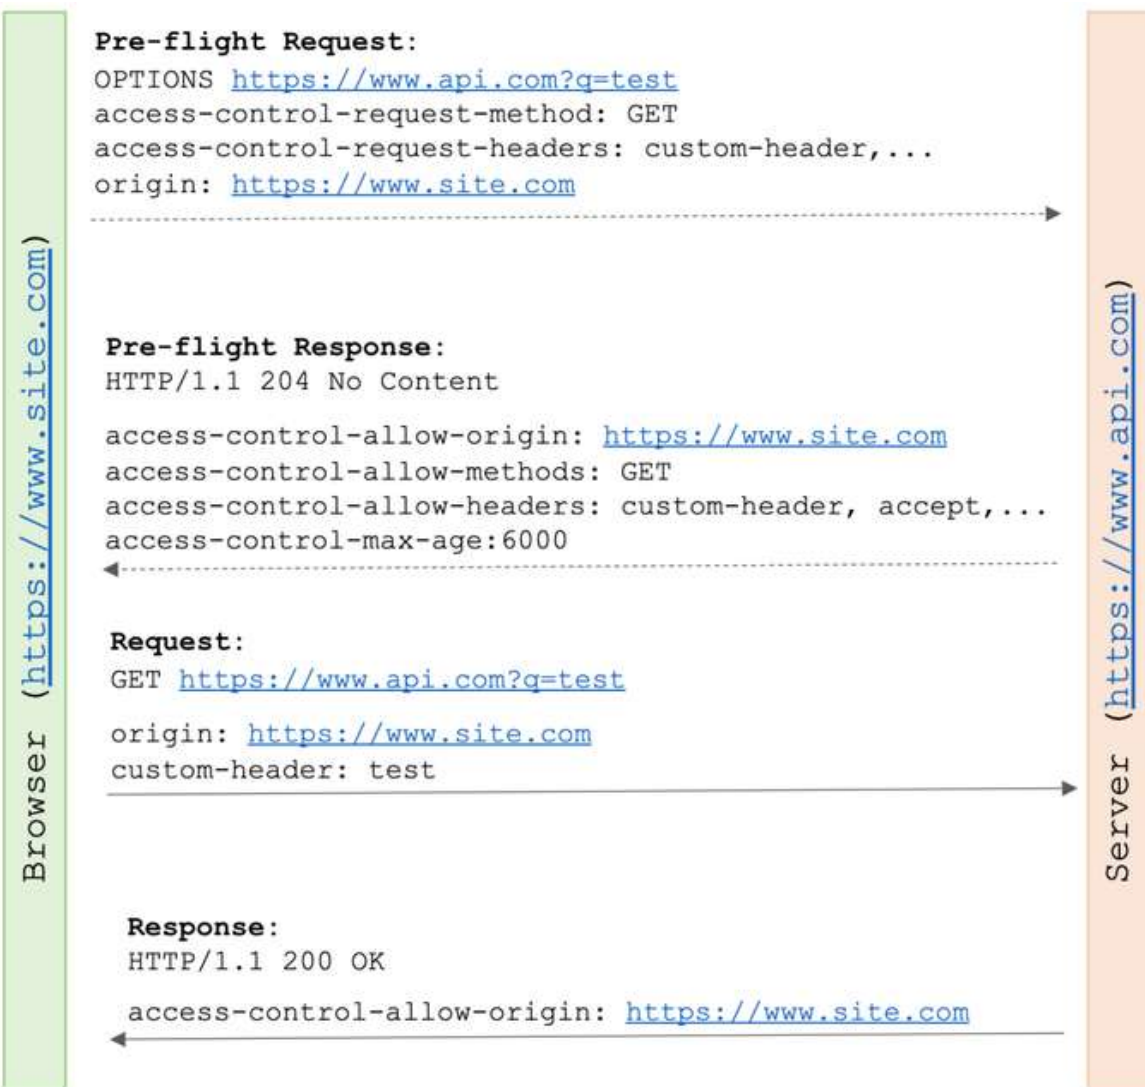 Pre-flight Request:
OPTIONS https://www.api.com?q=test
access-control-request-method: GET
access-control-request-headers: custom-header,...
origin: https://www.site.com
Browser (https://www.site.com)
Server (https://www.api.com)
Pre-flight Response:
HTTP/1.1 204 No Content
access-control-allow-origin: https://www.site.com
access-control-allow-methods: GET
access-control-allow-headers: custom-header, accept,...
access-control-max-age:6000
Request:
GET https://www.api.com?q=test
origin: https://www.site.com
custom-header: test
Response:
HTTP/1.1 200 OK
access-control-allow-origin: https://www.site.com